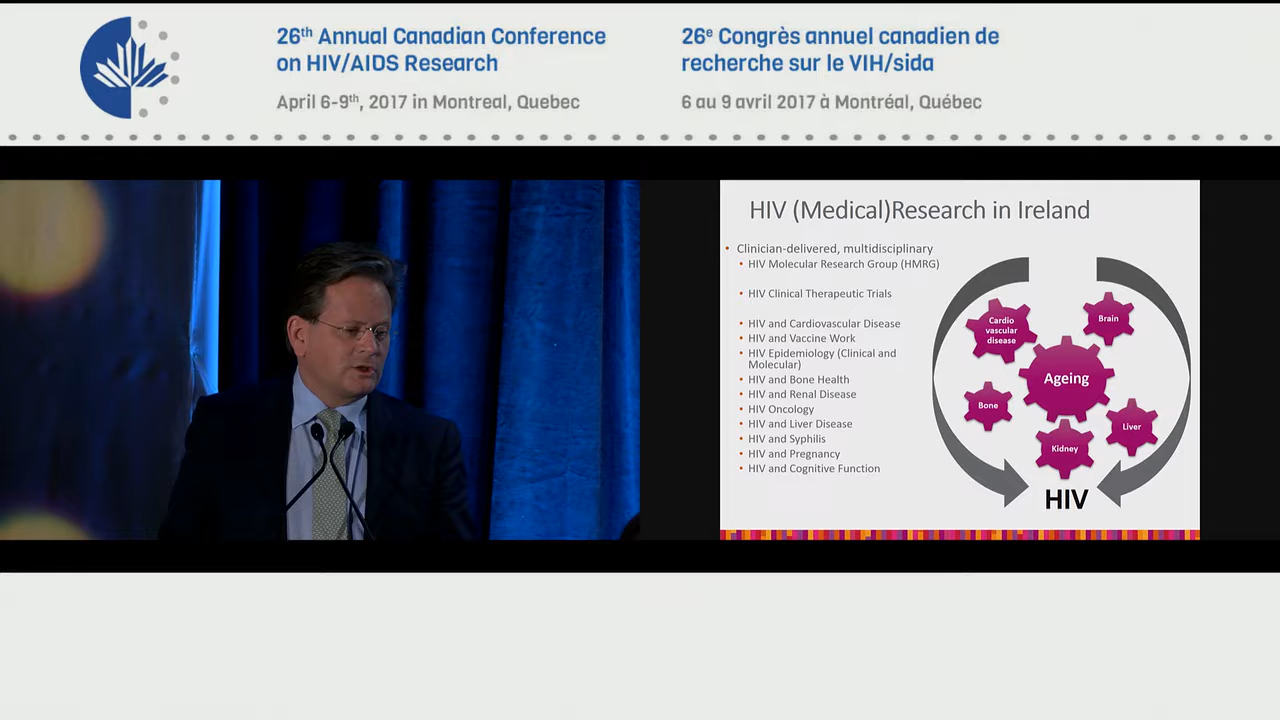 26th Annual Canadian Conference
on HIV/AIDS Research
April 6-9th, 2017 in Montreal, Quebec
26e Congrès annuel canadien de
recherche sur le VIH/sida
6 au 9 avril 2017 à Montréal, Québec
HIV (Medical)Research in Ireland
• Clinician-delivered, multidisciplinary
• HIV Molecular Research Group (HMRG)
• HIV Clinical Therapeutic Trials
• HIV and Cardiovascular Disease
• HIV and Vaccine Work
• HIV Epidemiology (Clinical and
Molecular)
• HIV and Bone Health
• HIV and Renal Disease
• HIV Oncology
• HIV and Liver Disease
• HIV and Syphilis
• HIV and Pregnancy
• HIV and Cognitive Function
Cardio
vascular
disease
Brain
Ageing
Bone
Liver
Kidney
HIV